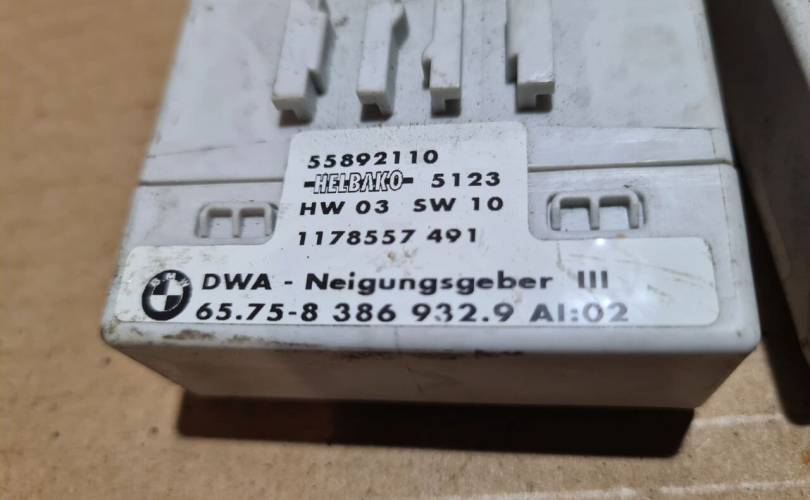 55892110
HELBAKO 5123
HW 03 SW 10
1178557 491
BMW DWA - Neigungsgeber III
65.75-8 386 932.9 AI:02